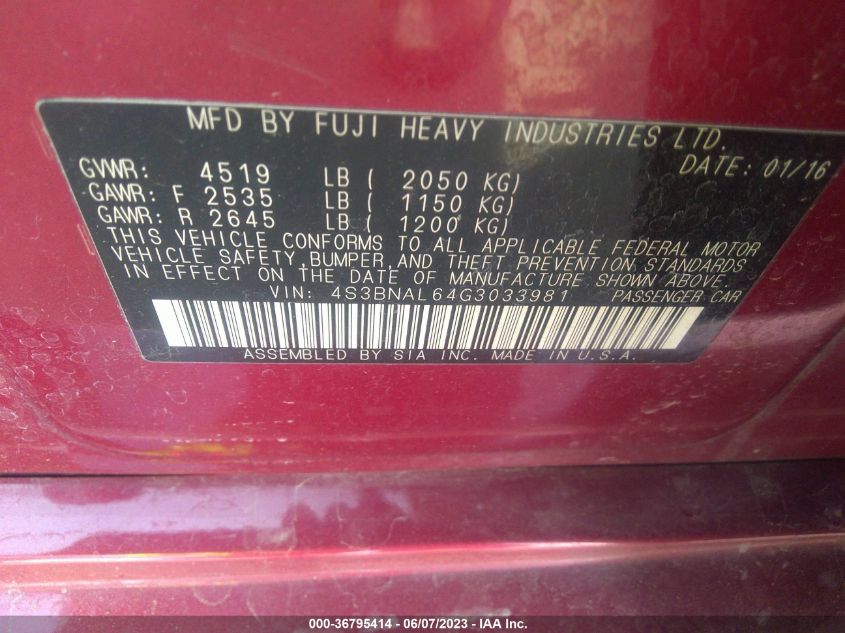 MFD BY FUJI HEAVY INDUSTRIES LTD.
DATE: 01/16
GVWR: 4519 LB ( 2050 KG)
GAWR: F 2535 LB ( 1150 KG)
GAWR: R 2645 LB ( 1200 KG)
THIS VEHICLE CONFORMS TO ALL APPLICABLE FEDERAL MOTOR
VEHICLE SAFETY, BUMPER, AND THEFT PREVENTION STANDARDS
IN EFFECT ON THE DATE OF MANUFACTURE SHOWN ABOVE.
VIN: 4S3BNAL64G3033981 PASSENGER CAR
ASSEMBLED BY SIA INC. MADE IN U.S.A.
000-36795414 - 06/07/2023 - IAA Inc.